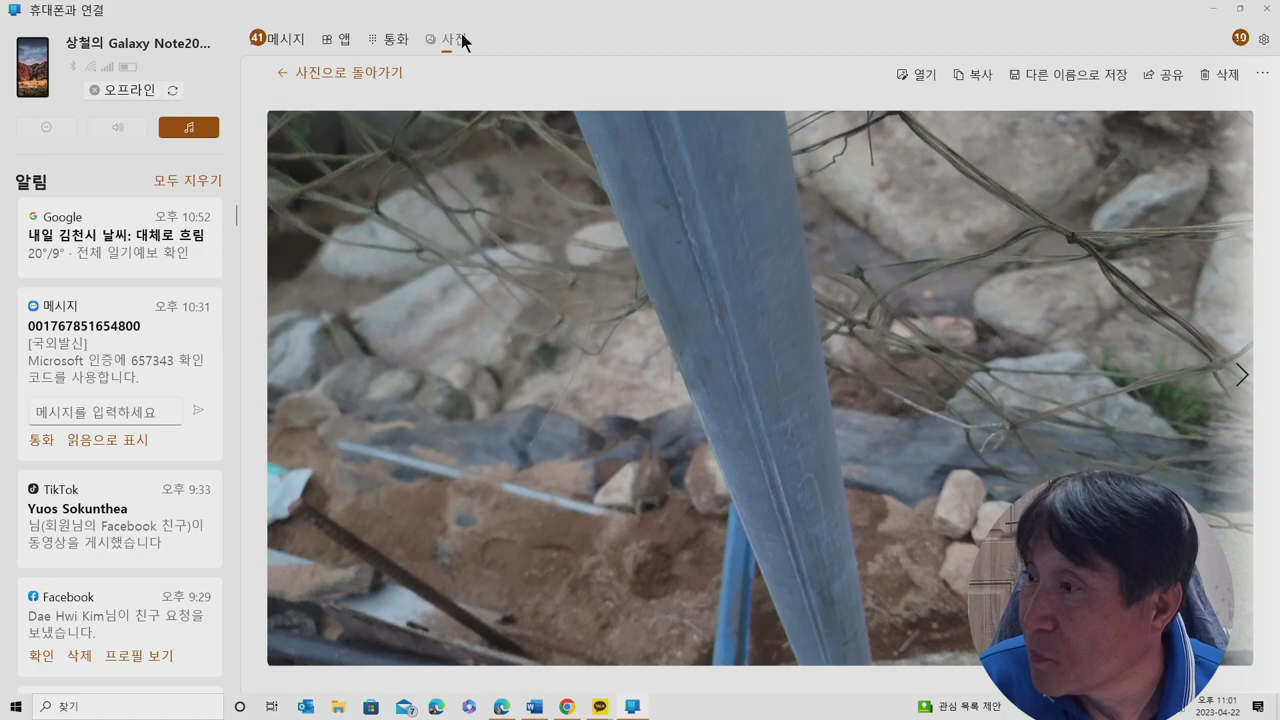 휴대폰과 연결
상철의 Galaxy Note20...
오프라인
알림
모두 지우기
Google
오후 10:52
내일 김천시 날씨: 대체로 흐림
20°/9° · 전체 일기예보 확인
메시지
오후 10:31
001767851654800
[국외발신]
Microsoft 인증에 657343 확인
코드를 사용합니다.
메시지를 입력하세요
통화 읽음으로 표시
TikTok
오후 9:33
Yuos Sokunthea
님(회원님의 Facebook 친구)이
동영상을 게시했습니다
Facebook
오후 9:29
Dae Hwi Kim님이 친구 요청을
보냈습니다.
확인 삭제 프로필 보기
41 메시지
앱
통화
사진
10
← 사진으로 돌아가기
열기
복사
다른 이름으로 저장
공유
삭제
찾기
7
TALK
관심 목록 제안
오후 11:01
2023-04-22